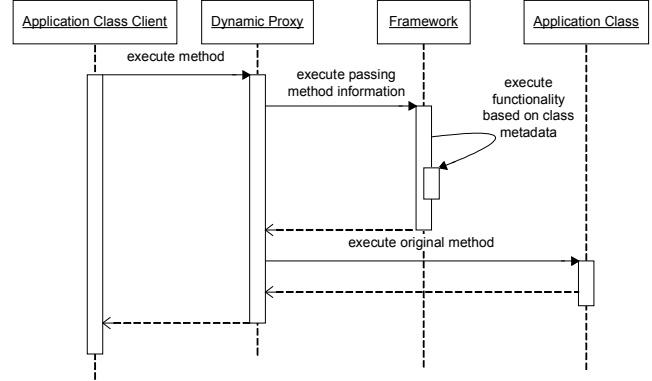 Application Class Client
Dynamic Proxy
Framework
Application Class
execute method
execute passing
method information
execute
functionality
based on class
metadata
execute original method